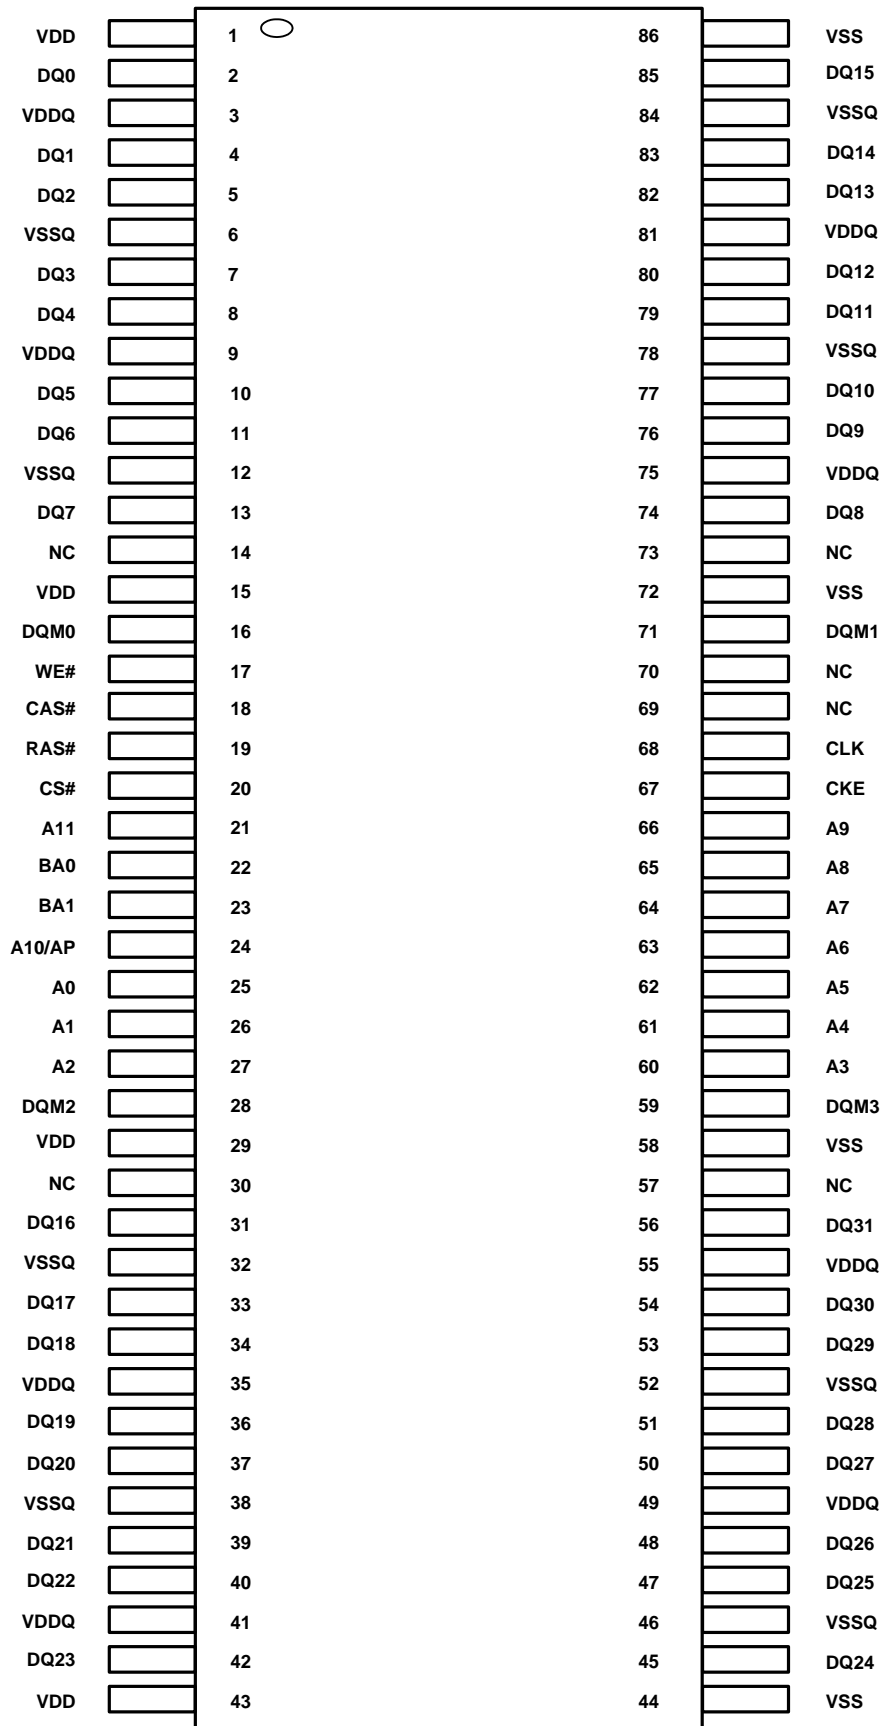 VDD 1 86 VSS
DQ0 2 85 DQ15
VDDQ 3 84 VSSQ
DQ1 4 83 DQ14
DQ2 5 82 DQ13
VSSQ 6 81 VDDQ
DQ3 7 80 DQ12
DQ4 8 79 DQ11
VDDQ 9 78 VSSQ
DQ5 10 77 DQ10
DQ6 11 76 DQ9
VSSQ 12 75 VDDQ
DQ7 13 74 DQ8
NC 14 73 NC
VDD 15 72 VSS
DQM0 16 71 DQM1
WE# 17 70 NC
CAS# 18 69 NC
RAS# 19 68 CLK
CS# 20 67 CKE
A11 21 66 A9
BA0 22 65 A8
BA1 23 64 A7
A10/AP 24 63 A6
A0 25 62 A5
A1 26 61 A4
A2 27 60 A3
DQM2 28 59 DQM3
VDD 29 58 VSS
NC 30 57 NC
DQ16 31 56 DQ31
VSSQ 32 55 VDDQ
DQ17 33 54 DQ30
DQ18 34 53 DQ29
VDDQ 35 52 VSSQ
DQ19 36 51 DQ28
DQ20 37 50 DQ27
VSSQ 38 49 VDDQ
DQ21 39 48 DQ26
DQ22 40 47 DQ25
VDDQ 41 46 VSSQ
DQ23 42 45 DQ24
VDD 43 44 VSS